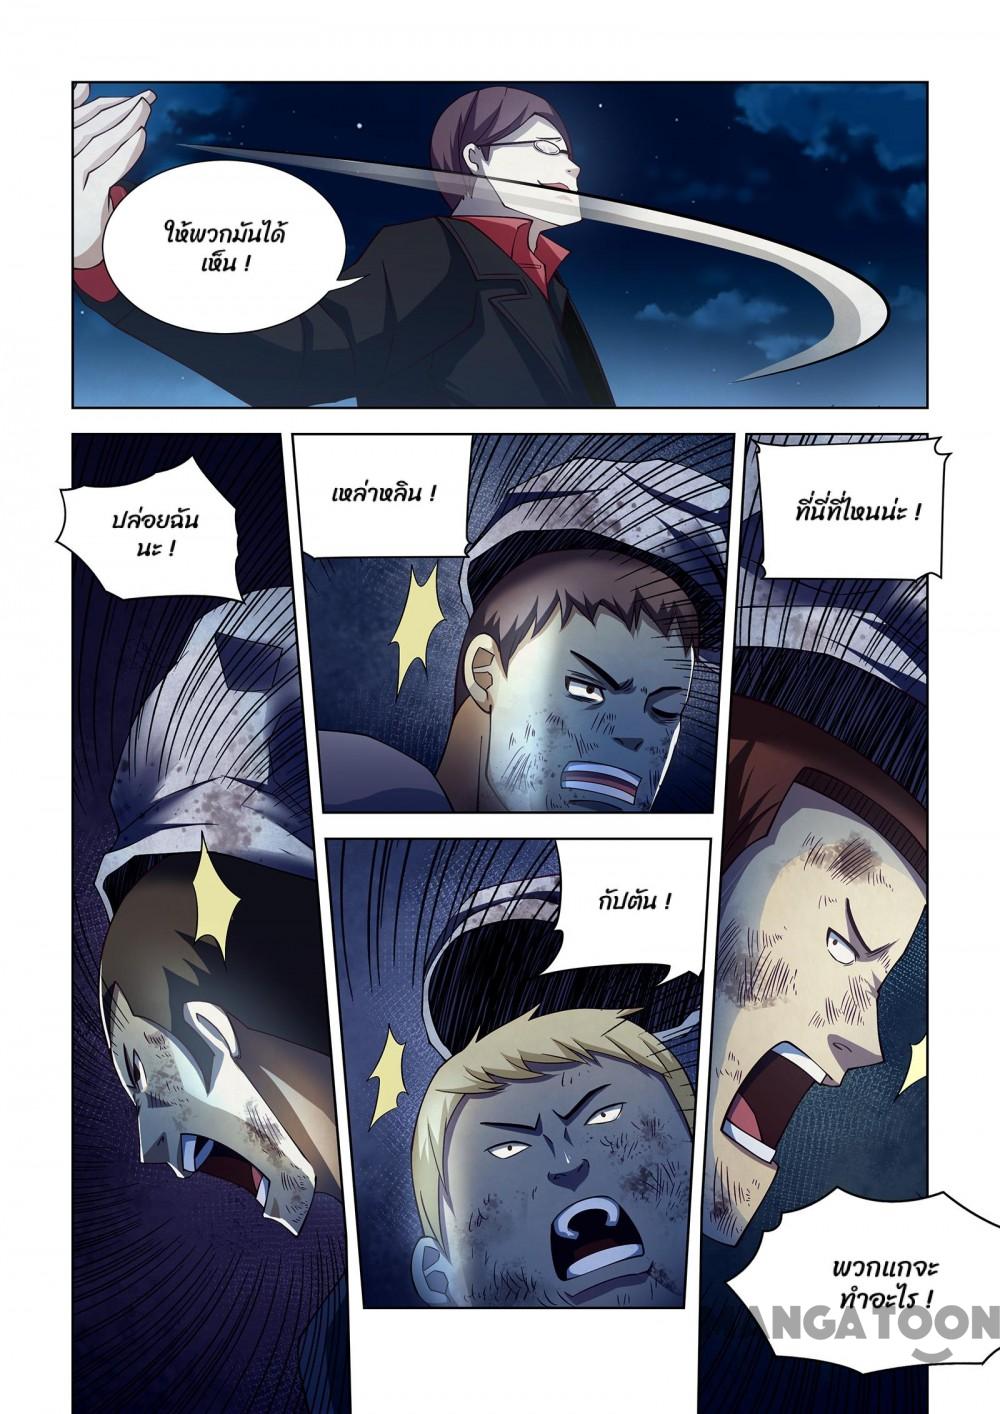 ให้พวกมันได้
เห็น !
ปล่อยฉัน
นะ !
เหล่าหลิน !
ที่นี่ที่ไหนน่ะ !
กัปตัน !
พวกแกจะ
ทำอะไร !
MANGATOON